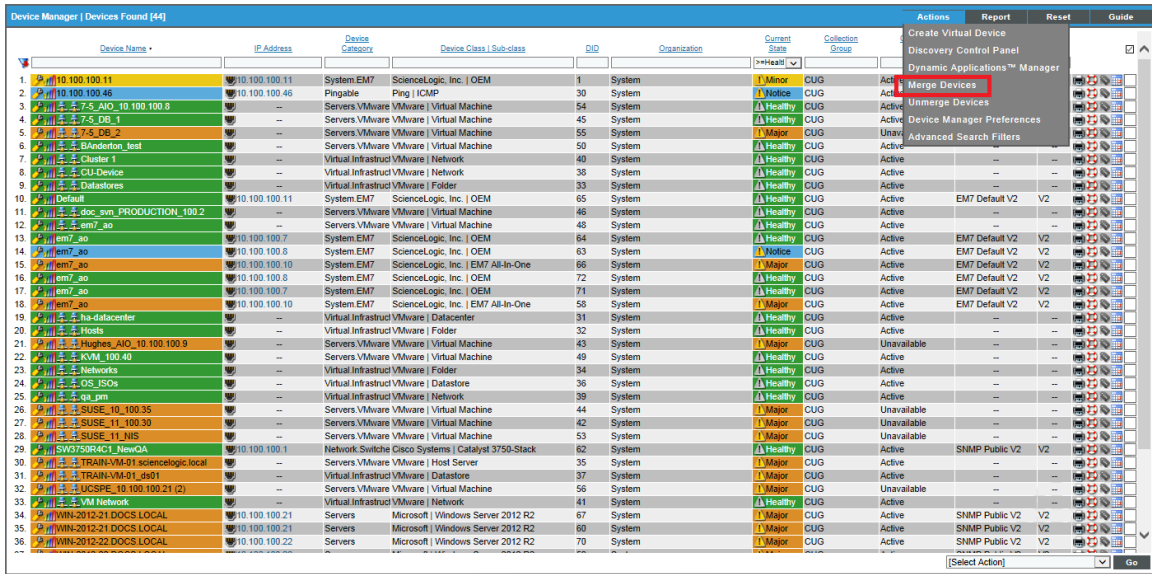 Device Manager | Devices Found [44]
Actions Report Reset Guide
Create Virtual Device
Discovery Control Panel
Dynamic Applications™ Manager
Merge Devices
Unmerge Devices
Device Manager Preferences
Advanced Search Filters
Device Name • IP Address Device Category Device Class | Sub-class DID Organization Current State Collection Group
>=Healt
1. 10.100.100.11 10.100.100.11 System.EM7 ScienceLogic, Inc. | OEM 1 System Minor CUG
2. 10.100.100.46 10.100.100.46 Pingable Ping | ICMP 30 System Notice CUG
3. 7-5_AIO_10.100.100.8 -- Servers.VMware VMware | Virtual Machine 54 System Healthy CUG
4. 7-5_DB_1 -- Servers.VMware VMware | Virtual Machine 45 System Healthy CUG
5. 7-5_DB_2 -- Servers.VMware VMware | Virtual Machine 55 System Major CUG
6. BAnderton_test -- Servers.VMware VMware | Virtual Machine 50 System Healthy CUG Active -- --
7. Cluster 1 -- Virtual.Infrastruct VMware | Network 40 System Healthy CUG Active -- --
8. CU-Device -- Virtual.Infrastruct VMware | Network 38 System Healthy CUG Active -- --
9. Datastores -- Virtual.Infrastruct VMware | Folder 33 System Healthy CUG Active -- --
10. Default 10.100.100.11 System.EM7 ScienceLogic, Inc. | OEM 65 System Healthy CUG Active EM7 Default V2 V2
11. doc_svn_PRODUCTION_100.2 -- Servers.VMware VMware | Virtual Machine 46 System Healthy CUG Active -- --
12. em7_ao -- Servers.VMware VMware | Virtual Machine 48 System Healthy CUG Active -- --
13. em7_ao 10.100.100.7 System.EM7 ScienceLogic, Inc. | OEM 64 System Healthy CUG Active EM7 Default V2 V2
14. em7_ao 10.100.100.8 System.EM7 ScienceLogic, Inc. | OEM 63 System Notice CUG Active EM7 Default V2 V2
15. em7_ao 10.100.100.10 System.EM7 ScienceLogic, Inc. | EM7 All-In-One 66 System Major CUG Active EM7 Default V2 V2
16. em7_ao 10.100.100.8 System.EM7 ScienceLogic, Inc. | OEM 72 System Healthy CUG Active EM7 Default V2 V2
17. em7_ao 10.100.100.7 System.EM7 ScienceLogic, Inc. | OEM 71 System Healthy CUG Active EM7 Default V2 V2
18. em7_ao 10.100.100.10 System.EM7 ScienceLogic, Inc. | EM7 All-In-One 58 System Major CUG Active EM7 Default V2 V2
19. ha-datacenter -- Virtual.Infrastruct VMware | Datacenter 31 System Healthy CUG Active -- --
20. Hosts -- Virtual.Infrastruct VMware | Folder 32 System Healthy CUG Active -- --
21. Hughes_AIO_10.100.100.9 -- Servers.VMware VMware | Virtual Machine 43 System Major CUG Unavailable -- --
22. KVM_100.40 -- Servers.VMware VMware | Virtual Machine 49 System Healthy CUG Active -- --
23. Networks -- Virtual.Infrastruct VMware | Folder 34 System Healthy CUG Active -- --
24. OS_ISOs -- Virtual.Infrastruct VMware | Datastore 36 System Healthy CUG Active -- --
25. qa_pm -- Virtual.Infrastruct VMware | Network 39 System Healthy CUG Active -- --
26. SUSE_10_100.35 -- Servers.VMware VMware | Virtual Machine 44 System Major CUG Unavailable -- --
27. SUSE_11_100.30 -- Servers.VMware VMware | Virtual Machine 42 System Major CUG Unavailable -- --
28. SUSE_11_NIS -- Servers.VMware VMware | Virtual Machine 53 System Major CUG Unavailable -- --
29. SW3750R4C1_NewQA 10.100.100.1 Network.Switche Cisco Systems | Catalyst 3750-Stack 62 System Healthy CUG Active SNMP Public V2 V2
30. TRAIN-VM-01.sciencelogic.local -- Servers.VMware VMware | Host Server 35 System Major CUG Active -- --
31. TRAIN-VM-01_ds01 -- Virtual.Infrastruct VMware | Datastore 37 System Major CUG Active -- --
32. UCSPE_10.100.100.21 (2) -- Servers.VMware VMware | Virtual Machine 56 System Major CUG Unavailable -- --
33. VM Network -- Virtual.Infrastruct VMware | Network 41 System Healthy CUG Active -- --
34. WIN-2012-21.DOCS.LOCAL 10.100.100.21 Servers Microsoft | Windows Server 2012 R2 67 System Major CUG Active SNMP Public V2 V2
35. WIN-2012-21.DOCS.LOCAL 10.100.100.21 Servers Microsoft | Windows Server 2012 R2 60 System Major CUG Active SNMP Public V2 V2
36. WIN-2012-22.DOCS.LOCAL 10.100.100.22 Servers Microsoft | Windows Server 2012 R2 70 System Major CUG Active SNMP Public V2 V2
[Select Action] Go